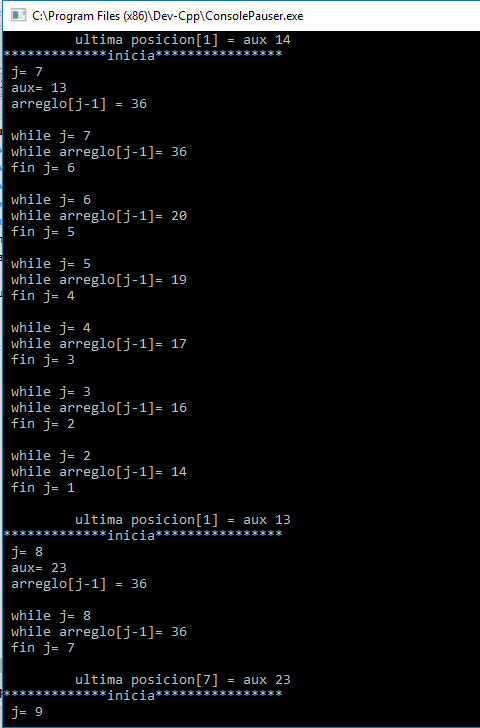 C:\Program Files (x86)\Dev-Cpp\ConsolePauser.exe
ultima posicion[1] = aux 14
*************inicia****************
j= 7
aux= 13
arreglo[j-1] = 36
while j= 7
while arreglo[j-1]= 36
fin j= 6
while j= 6
while arreglo[j-1]= 20
fin j= 5
while j= 5
while arreglo[j-1]= 19
fin j= 4
while j= 4
while arreglo[j-1]= 17
fin j= 3
while j= 3
while arreglo[j-1]= 16
fin j= 2
while j= 2
while arreglo[j-1]= 14
fin j= 1
ultima posicion[1] = aux 13
*************inicia****************
j= 8
aux= 23
arreglo[j-1] = 36
while j= 8
while arreglo[j-1]= 36
fin j= 7
ultima posicion[7] = aux 23
*************inicia****************
j= 9